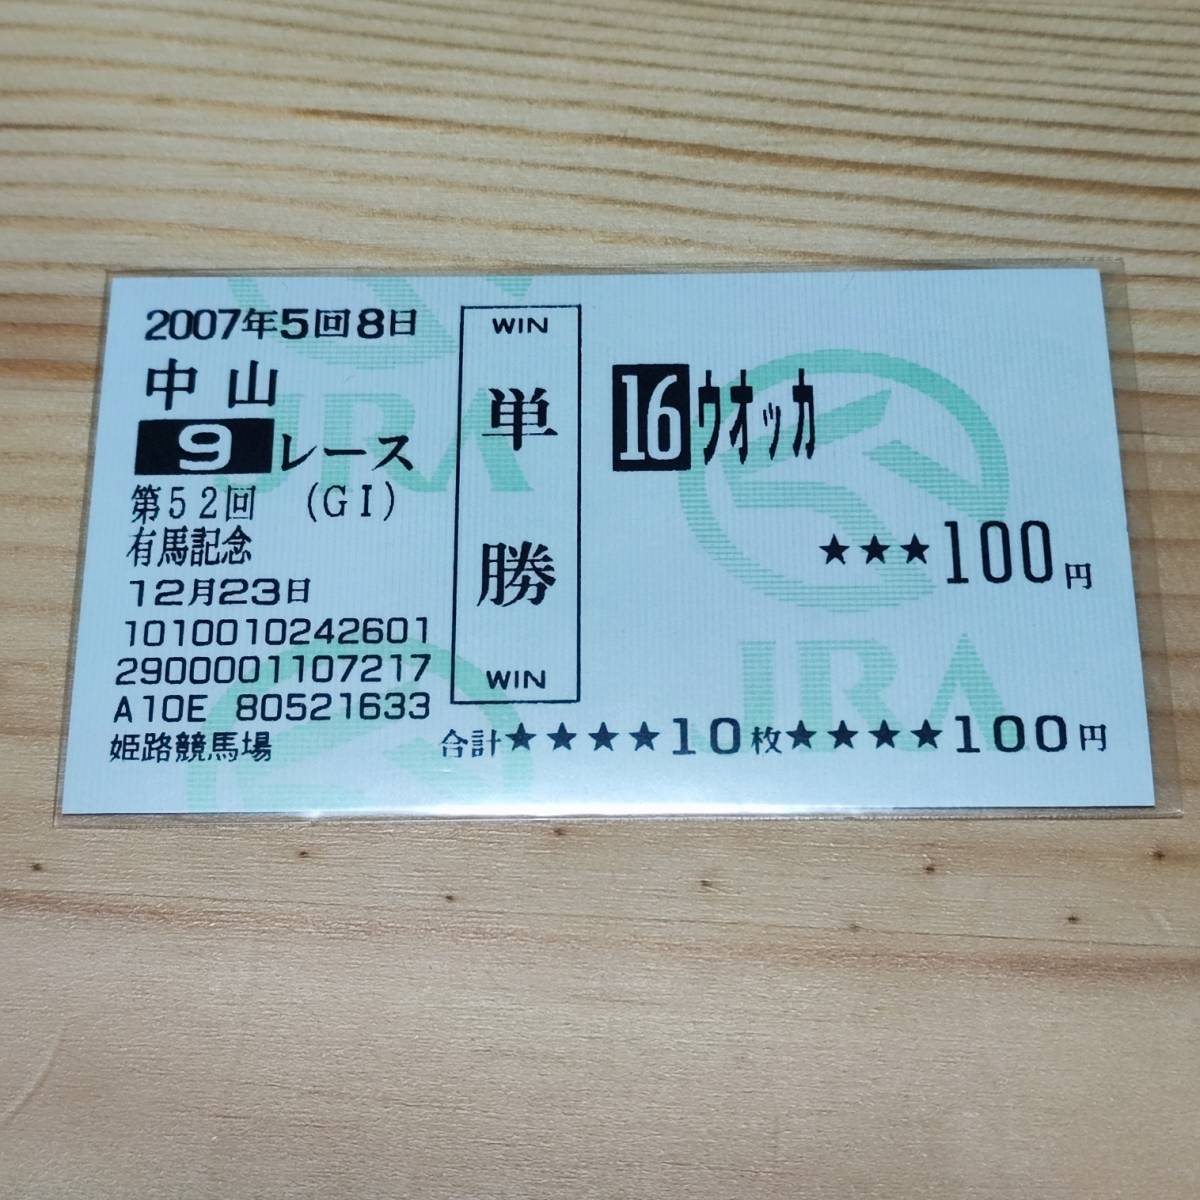 2007年5回8日
中山
9レース
第52回 (GⅠ)
有馬記念
12月23日
1010010242601
2900001107217
A10E 80521633
姫路競馬場
WIN
単勝
WIN
16 ウオッカ
★★★100円
合計★★★★10枚★★★★100円
JRA
JRA